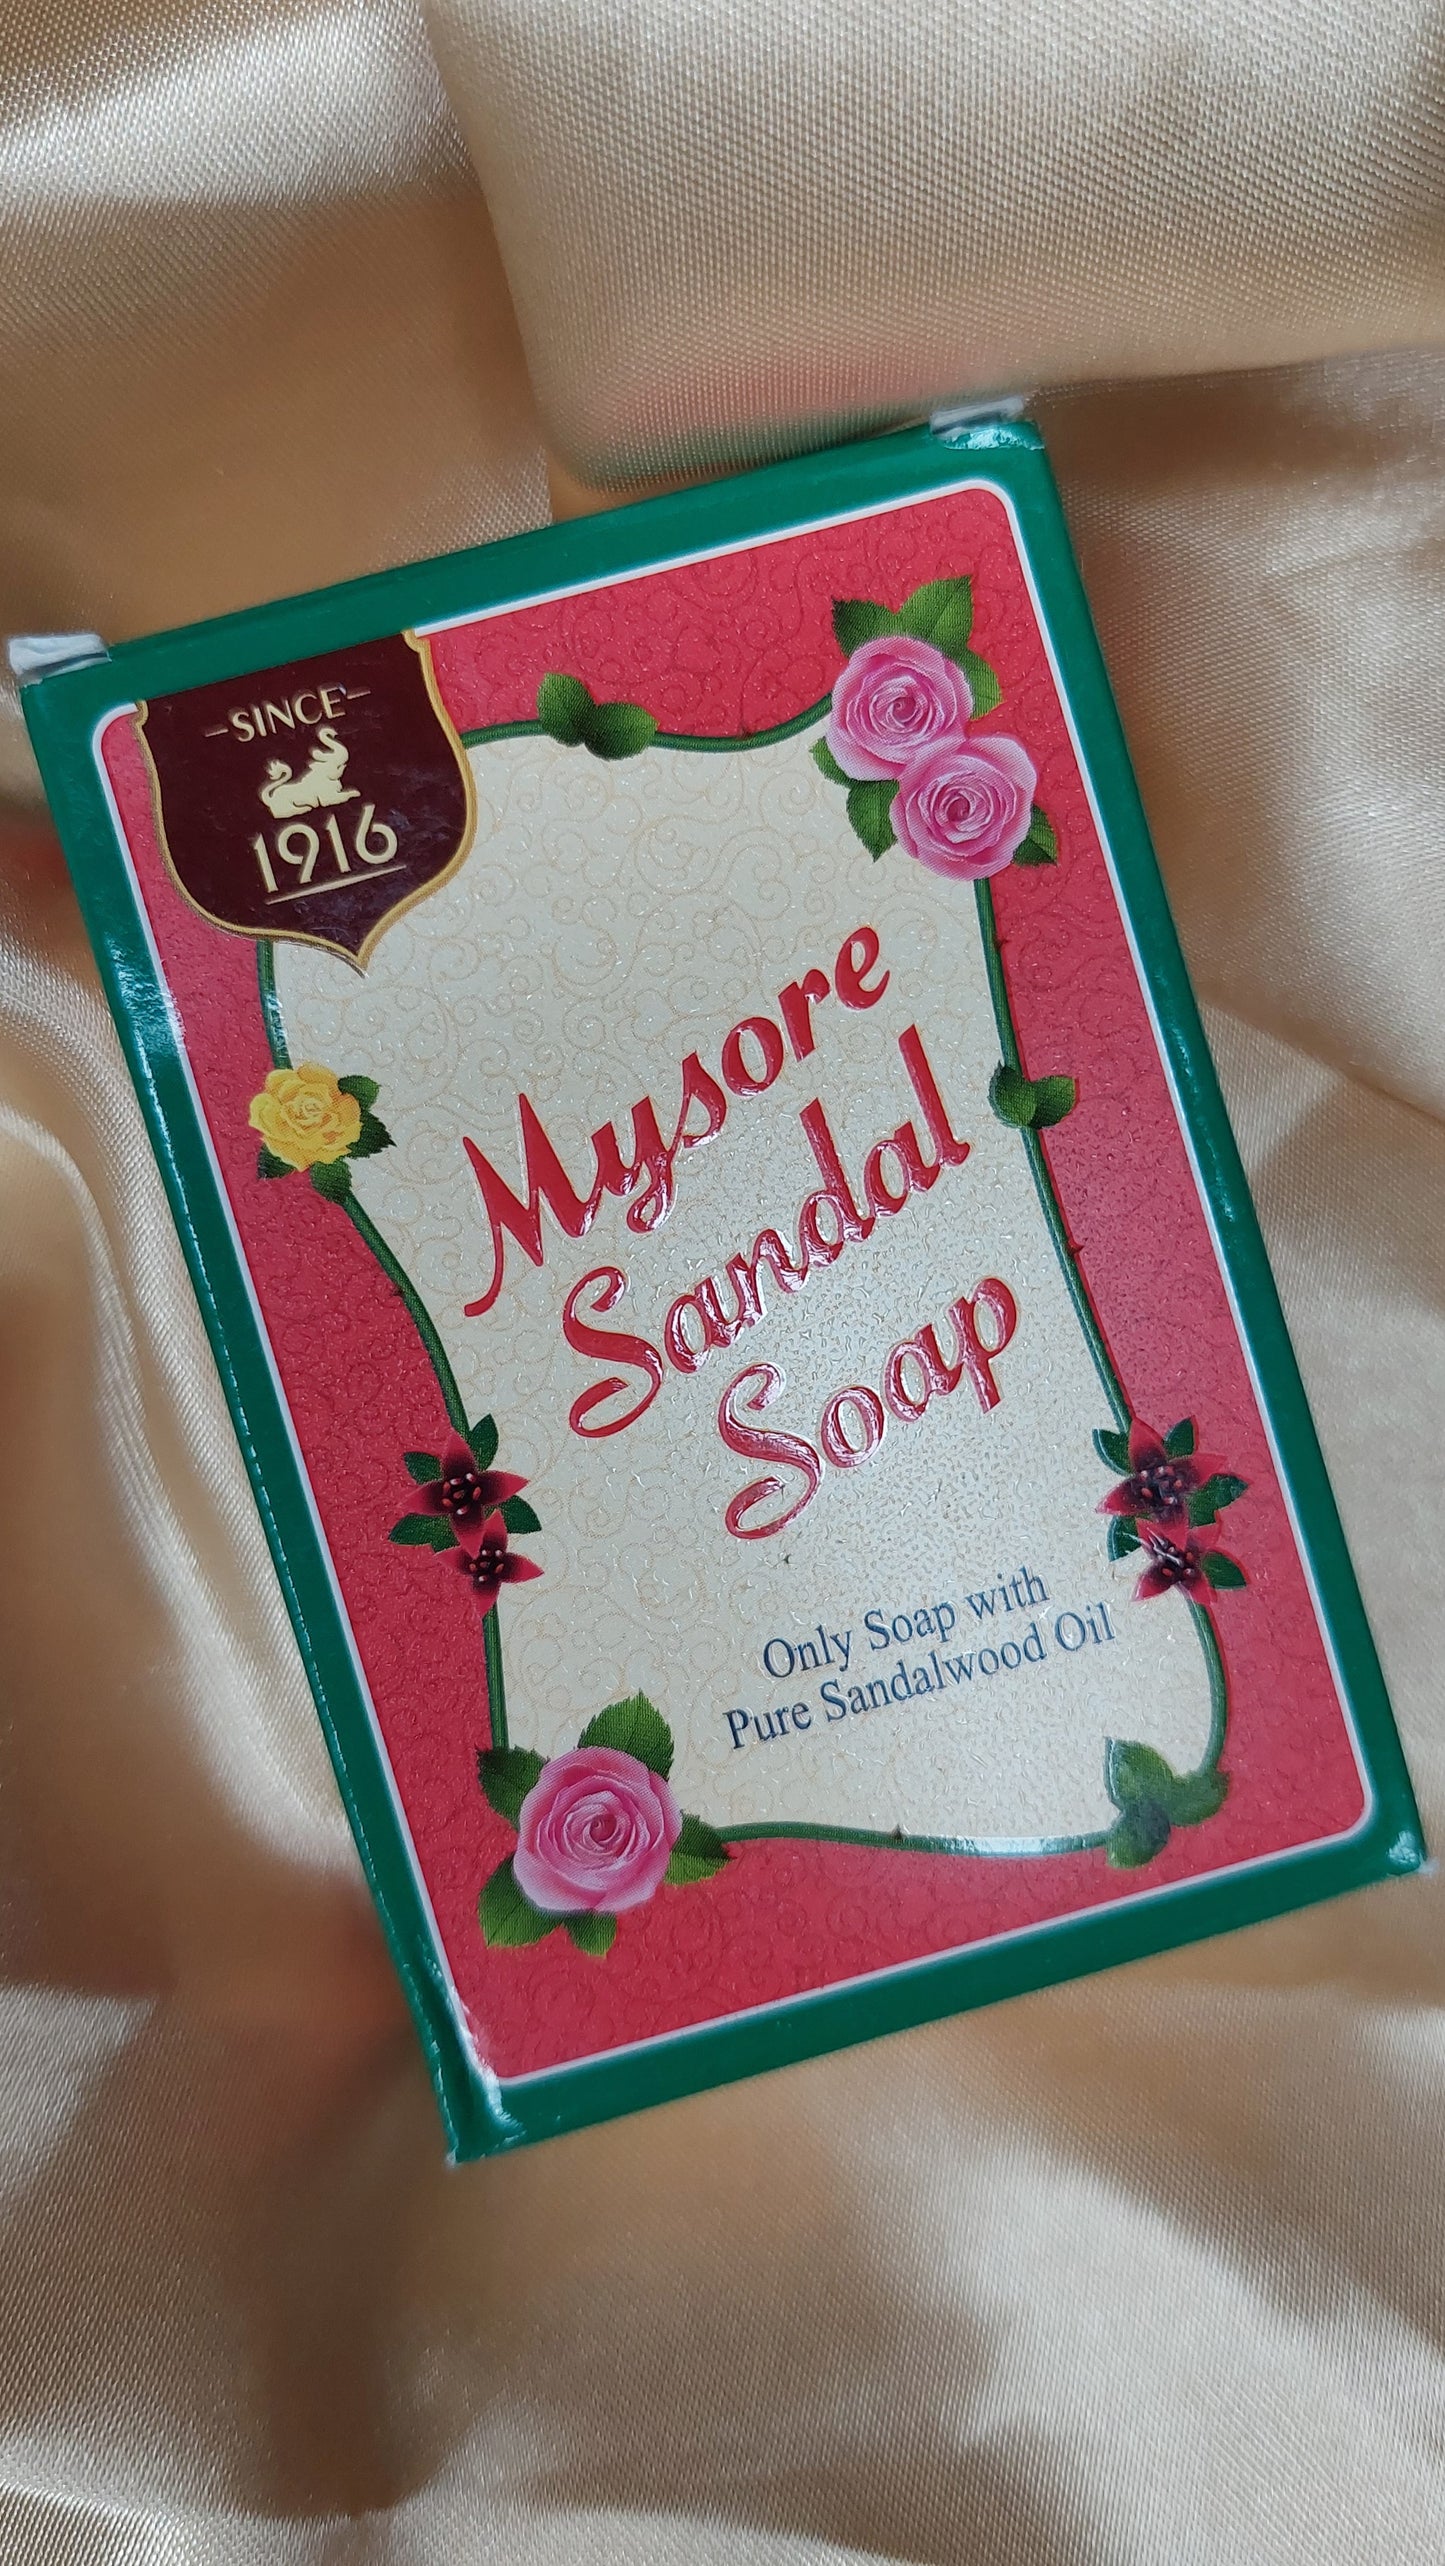 -SINCE-
1916
Mysore
Sandal
Soap
Only Soap with
Pure Sandalwood Oil